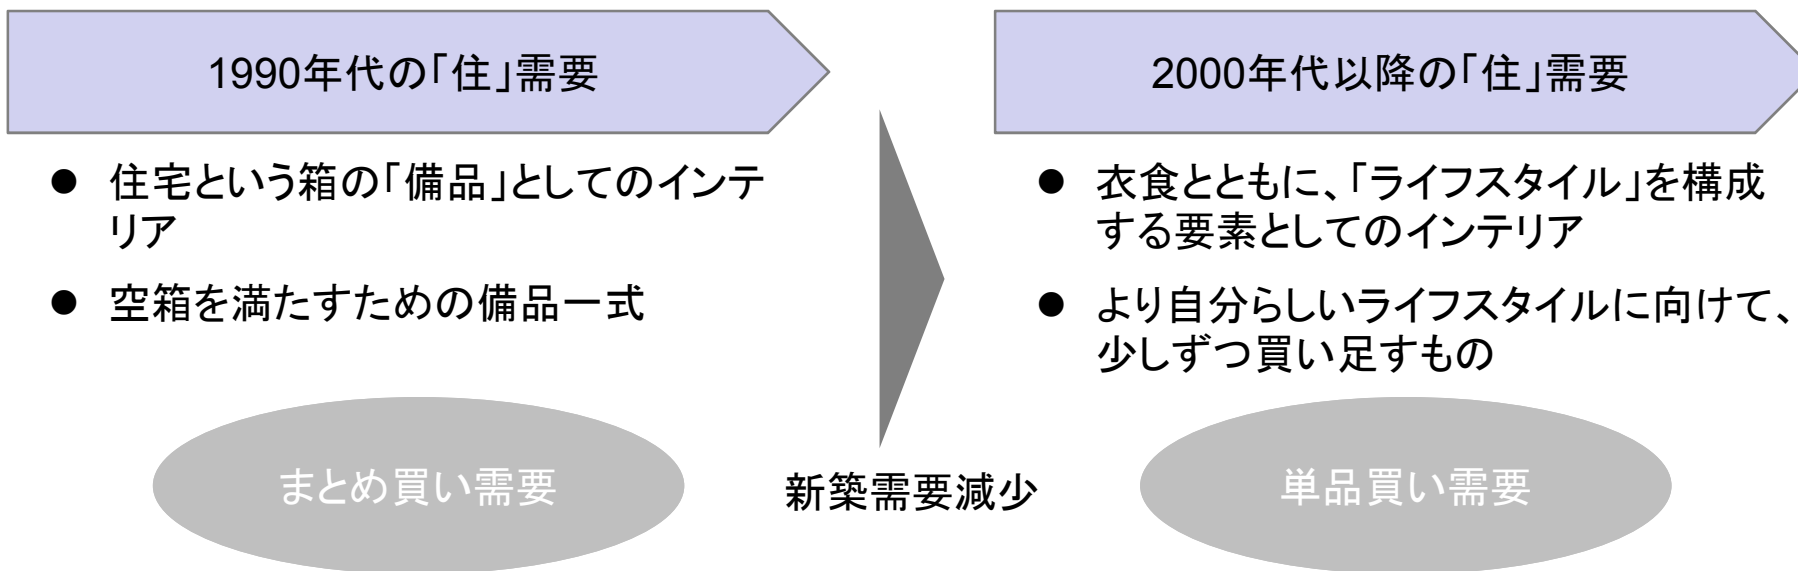 1990年代の「住」需要
● 住宅という箱の「備品」としてのインテ
リア
● 空箱を満たすための備品一式
まとめ買い需要
新築需要減少
2000年代以降の「住」需要
● 衣食とともに、「ライフスタイル」を構成
する要素としてのインテリア
● より自分らしいライフスタイルに向けて、
少しずつ買い足すもの
単品買い需要